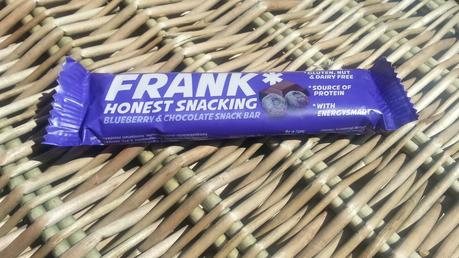 FRANK*
HONEST SNACKING
BLUEBERRY & CHOCOLATE SNACK BAR
GLUTEN, NUT
& DAIRY FREE
* SOURCE OF
PROTEIN
* WITH
ENERGYSMART